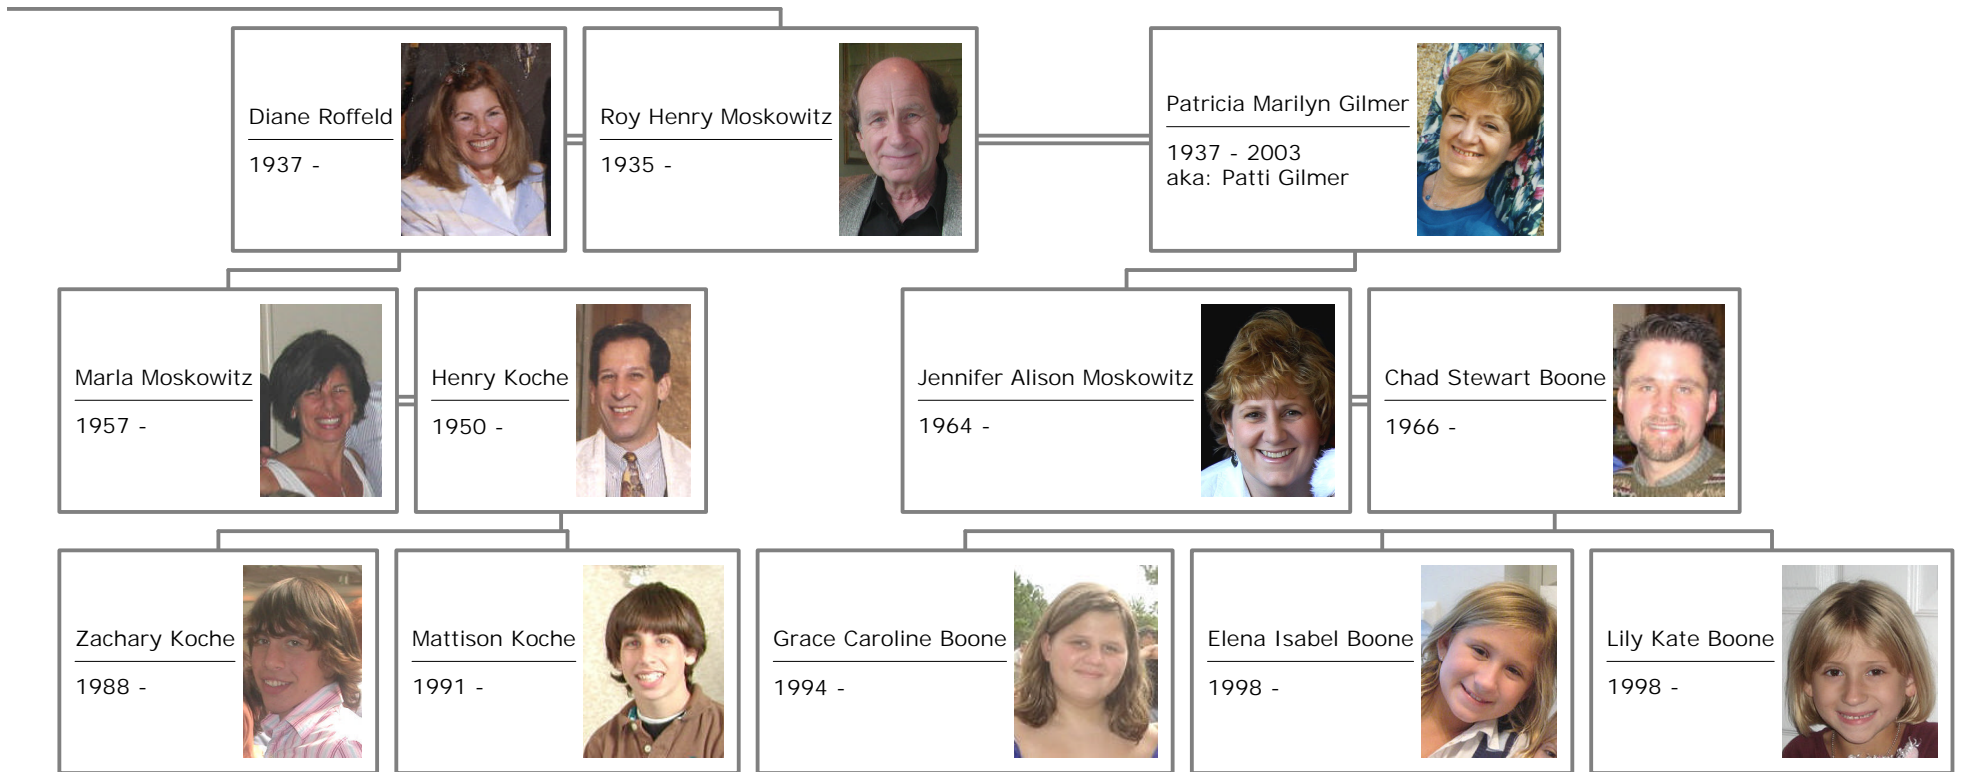 Diane Roffeld
1937 -
Roy Henry Moskowitz
1935 -
Patricia Marilyn Gilmer
1937 - 2003
aka: Patti Gilmer
Marla Moskowitz
1957 -
Henry Koche
1950 -
Jennifer Alison Moskowitz
1964 -
Chad Stewart Boone
1966 -
Zachary Koche
1988 -
Mattison Koche
1991 -
Grace Caroline Boone
1994 -
Elena Isabel Boone
1998 -
Lily Kate Boone
1998 -